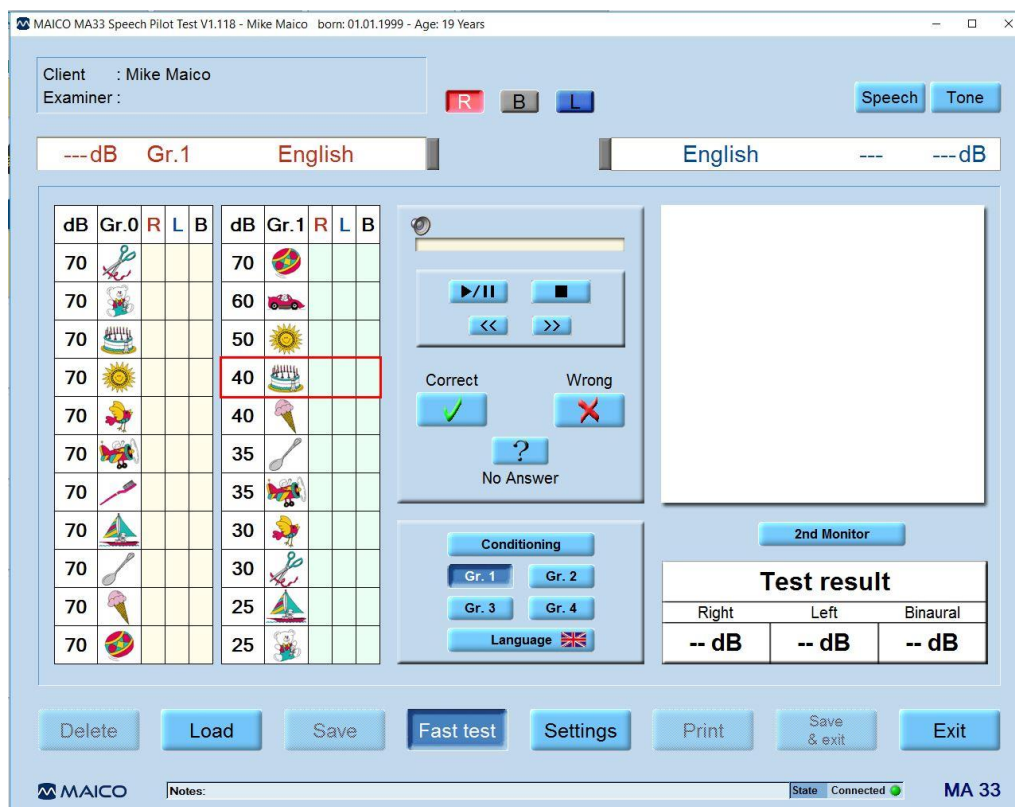 MAICO MA33 Speech Pilot Test V1.118 - Mike Maico born: 01.01.1999 - Age: 19 Years
Client : Mike Maico
Examiner :
R B L
Speech Tone
---dB Gr.1 English
English --- ---dB
dB Gr.0 R L B dB Gr.1 R L B
70 70
70 60
70 50
70 40
70 40
70 35
70 35
70 30
70 30
70 25
70 25
▶/II ■
<< >>
Correct Wrong
?
No Answer
Conditioning
Gr. 1 Gr. 2
Gr. 3 Gr. 4
Language
2nd Monitor
Test result
Right Left Binaural
-- dB -- dB -- dB
Delete Load Save Fast test Settings Print Save & exit Exit
MAICO Notes: State Connected MA 33